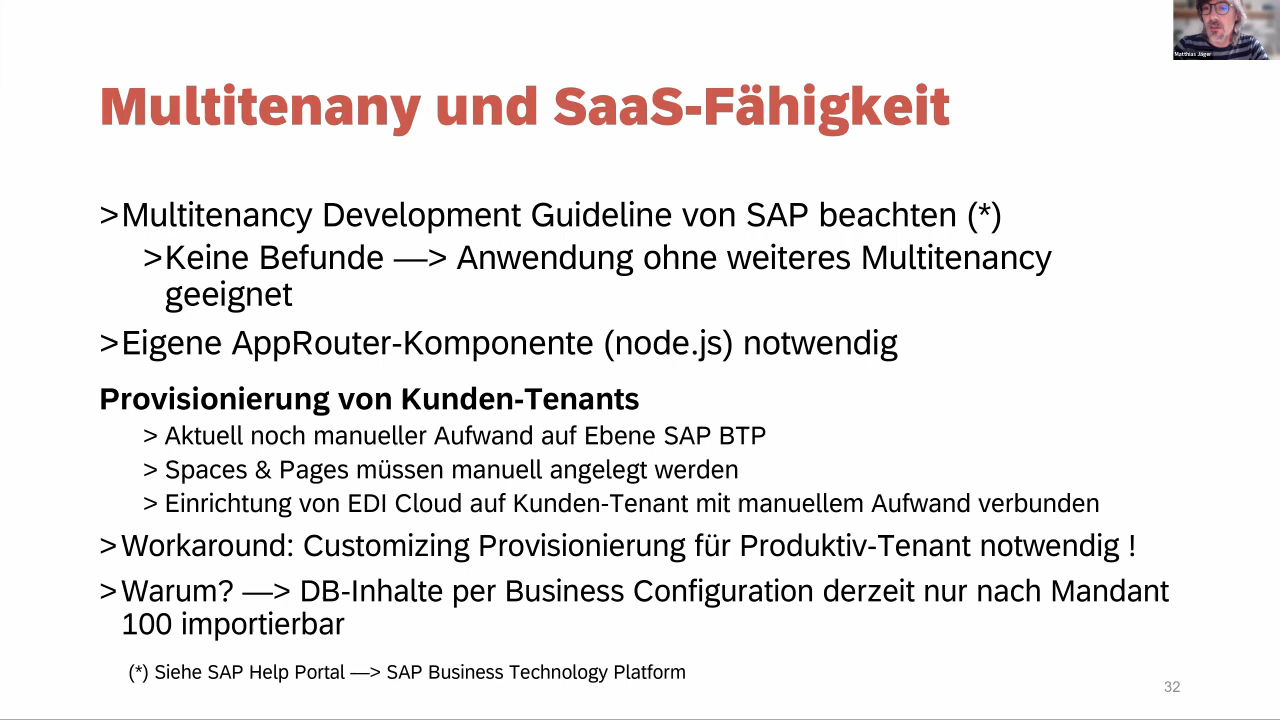 Matthias Jäger
Multitenany und SaaS-Fähigkeit
>Multitenancy Development Guideline von SAP beachten (*)
>Keine Befunde —> Anwendung ohne weiteres Multitenancy
geeignet
>Eigene AppRouter-Komponente (node.js) notwendig
Provisionierung von Kunden-Tenants
> Aktuell noch manueller Aufwand auf Ebene SAP BTP
> Spaces & Pages müssen manuell angelegt werden
> Einrichtung von EDI Cloud auf Kunden-Tenant mit manuellem Aufwand verbunden
>Workaround: Customizing Provisionierung für Produktiv-Tenant notwendig !
>Warum? —> DB-Inhalte per Business Configuration derzeit nur nach Mandant
100 importierbar
(*) Siehe SAP Help Portal —> SAP Business Technology Platform
32